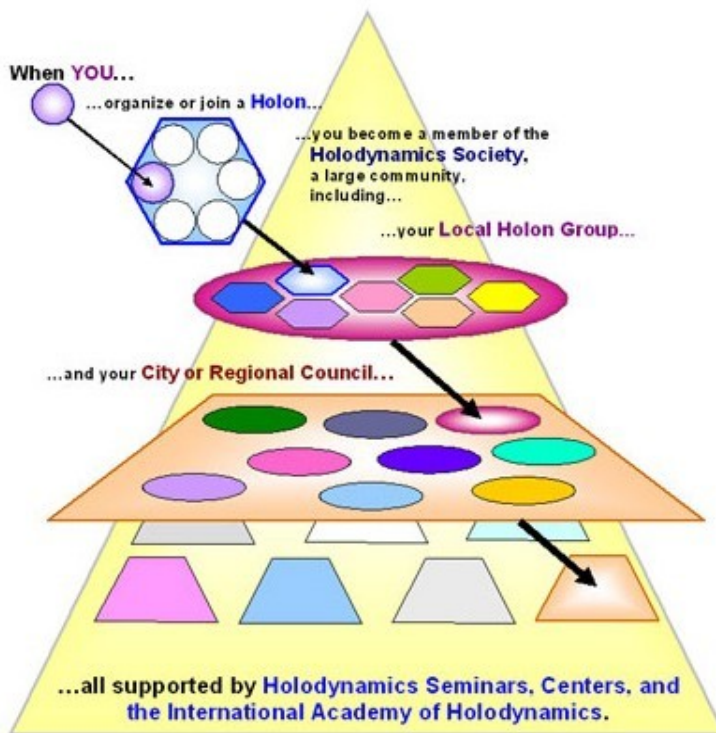 When YOU...
...organize or join a Holon...
...you become a member of the
Holodynamics Society,
a large community,
including...
...your Local Holon Group...
...and your City or Regional Council...
...all supported by Holodynamics Seminars, Centers, and
the International Academy of Holodynamics.